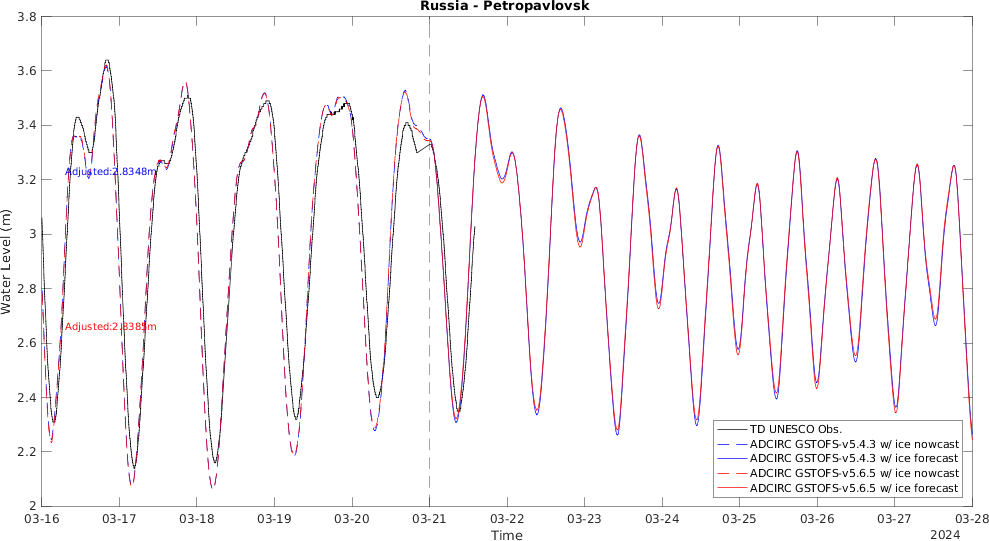 Russia - Petropavlovsk
3.8
3.6
3.4
3.2
3
2.8
2.6
2.4
2.2
2
Water Level (m)
Adjusted:2.8348m
Adjusted:2.8385m
TD UNESCO Obs.
ADCIRC GSTOFS-v5.4.3 w/ ice nowcast
ADCIRC GSTOFS-v5.4.3 w/ ice forecast
ADCIRC GSTOFS-v5.6.5 w/ ice nowcast
ADCIRC GSTOFS-v5.6.5 w/ ice forecast
03-16 03-17 03-18 03-19 03-20 03-21 03-22 03-23 03-24 03-25 03-26 03-27 03-28
Time
2024